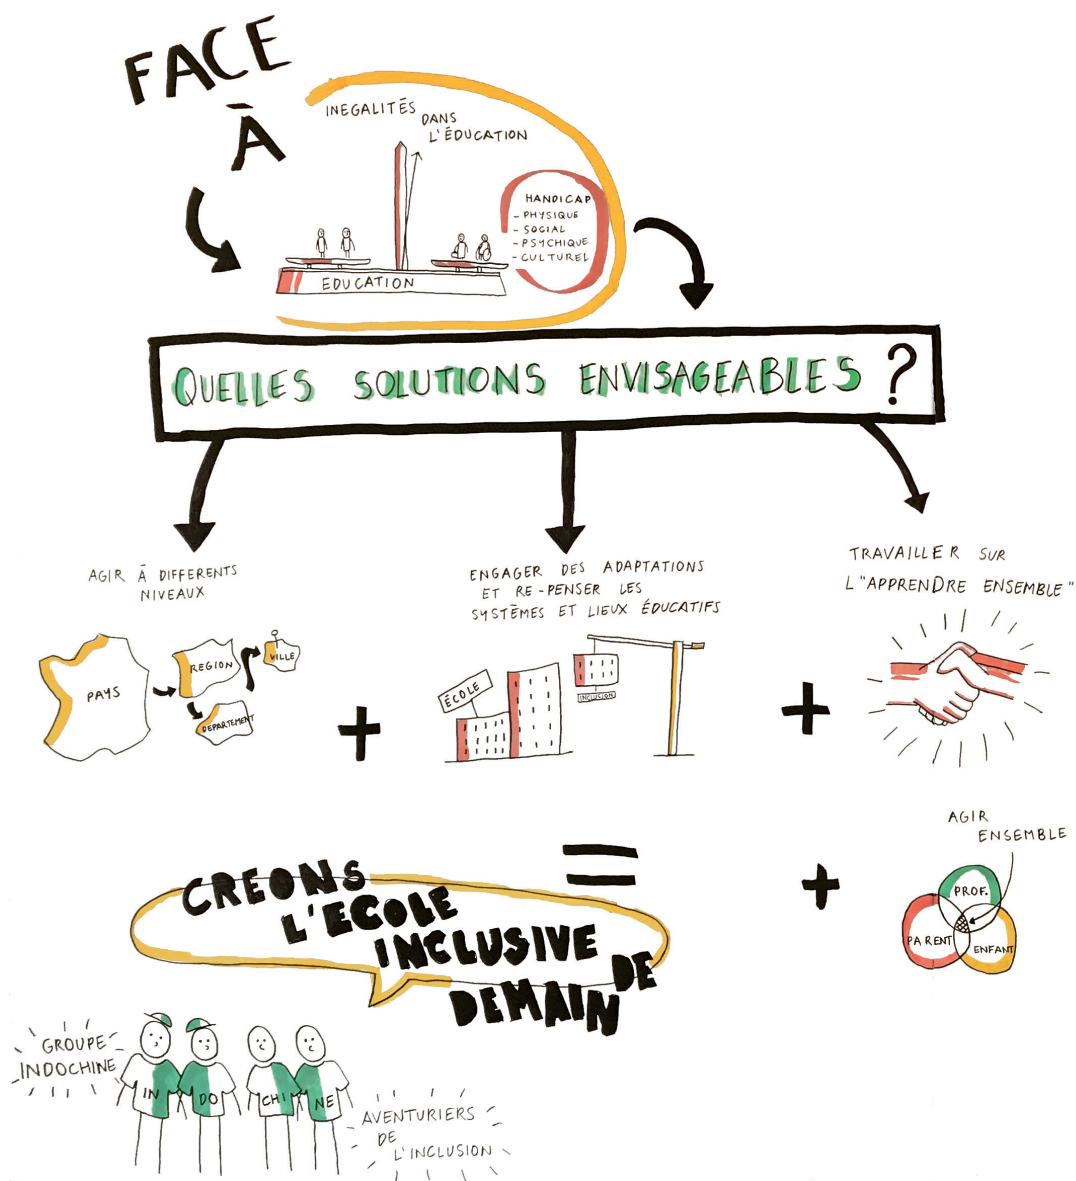 FACE
À
INEGALITÉS
DANS
L'ÉDUCATION
HANDICAP
- PHYSIQUE
- SOCIAL
- PSYCHIQUE
- CULTUREL
EDUCATION
QUELLES SOLUTIONS ENVISAGEABLES ?
AGIR À DIFFERENTS
NIVEAUX
PAYS
REGION
VILLE
DEPARTEMENT
+
ENGAGER DES ADAPTATIONS
ET RE-PENSER LES
SYSTÈMES ET LIEUX ÉDUCATIFS
ÉCOLE
INCLUSION
+
TRAVAILLER SUR
L'"APPRENDRE ENSEMBLE"
+
AGIR
ENSEMBLE
PROF.
PARENT
ENFANT
=
CREONS
L'ECOLE
INCLUSIVE
DE
DEMAIN
GROUPE
INDOCHINE
IN DO CHI NE
AVENTURIERS
DE
L'INCLUSION